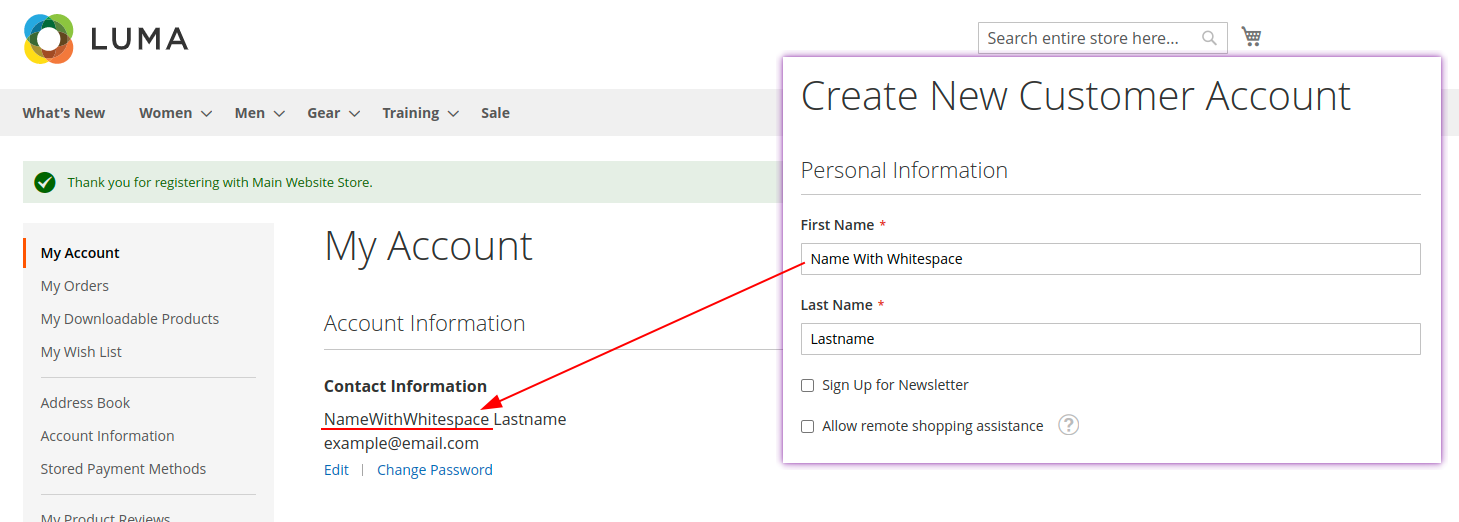 LUMA
Search entire store here...
What's New Women Men Gear Training Sale
Thank you for registering with Main Website Store.
My Account
My Orders
My Downloadable Products
My Wish List
Address Book
Account Information
Stored Payment Methods
My Product Reviews
My Account
Account Information
Contact Information
NameWithWhitespace Lastname
example@email.com
Edit | Change Password
Create New Customer Account
Personal Information
First Name *
Name With Whitespace
Last Name *
Lastname
Sign Up for Newsletter
Allow remote shopping assistance ?